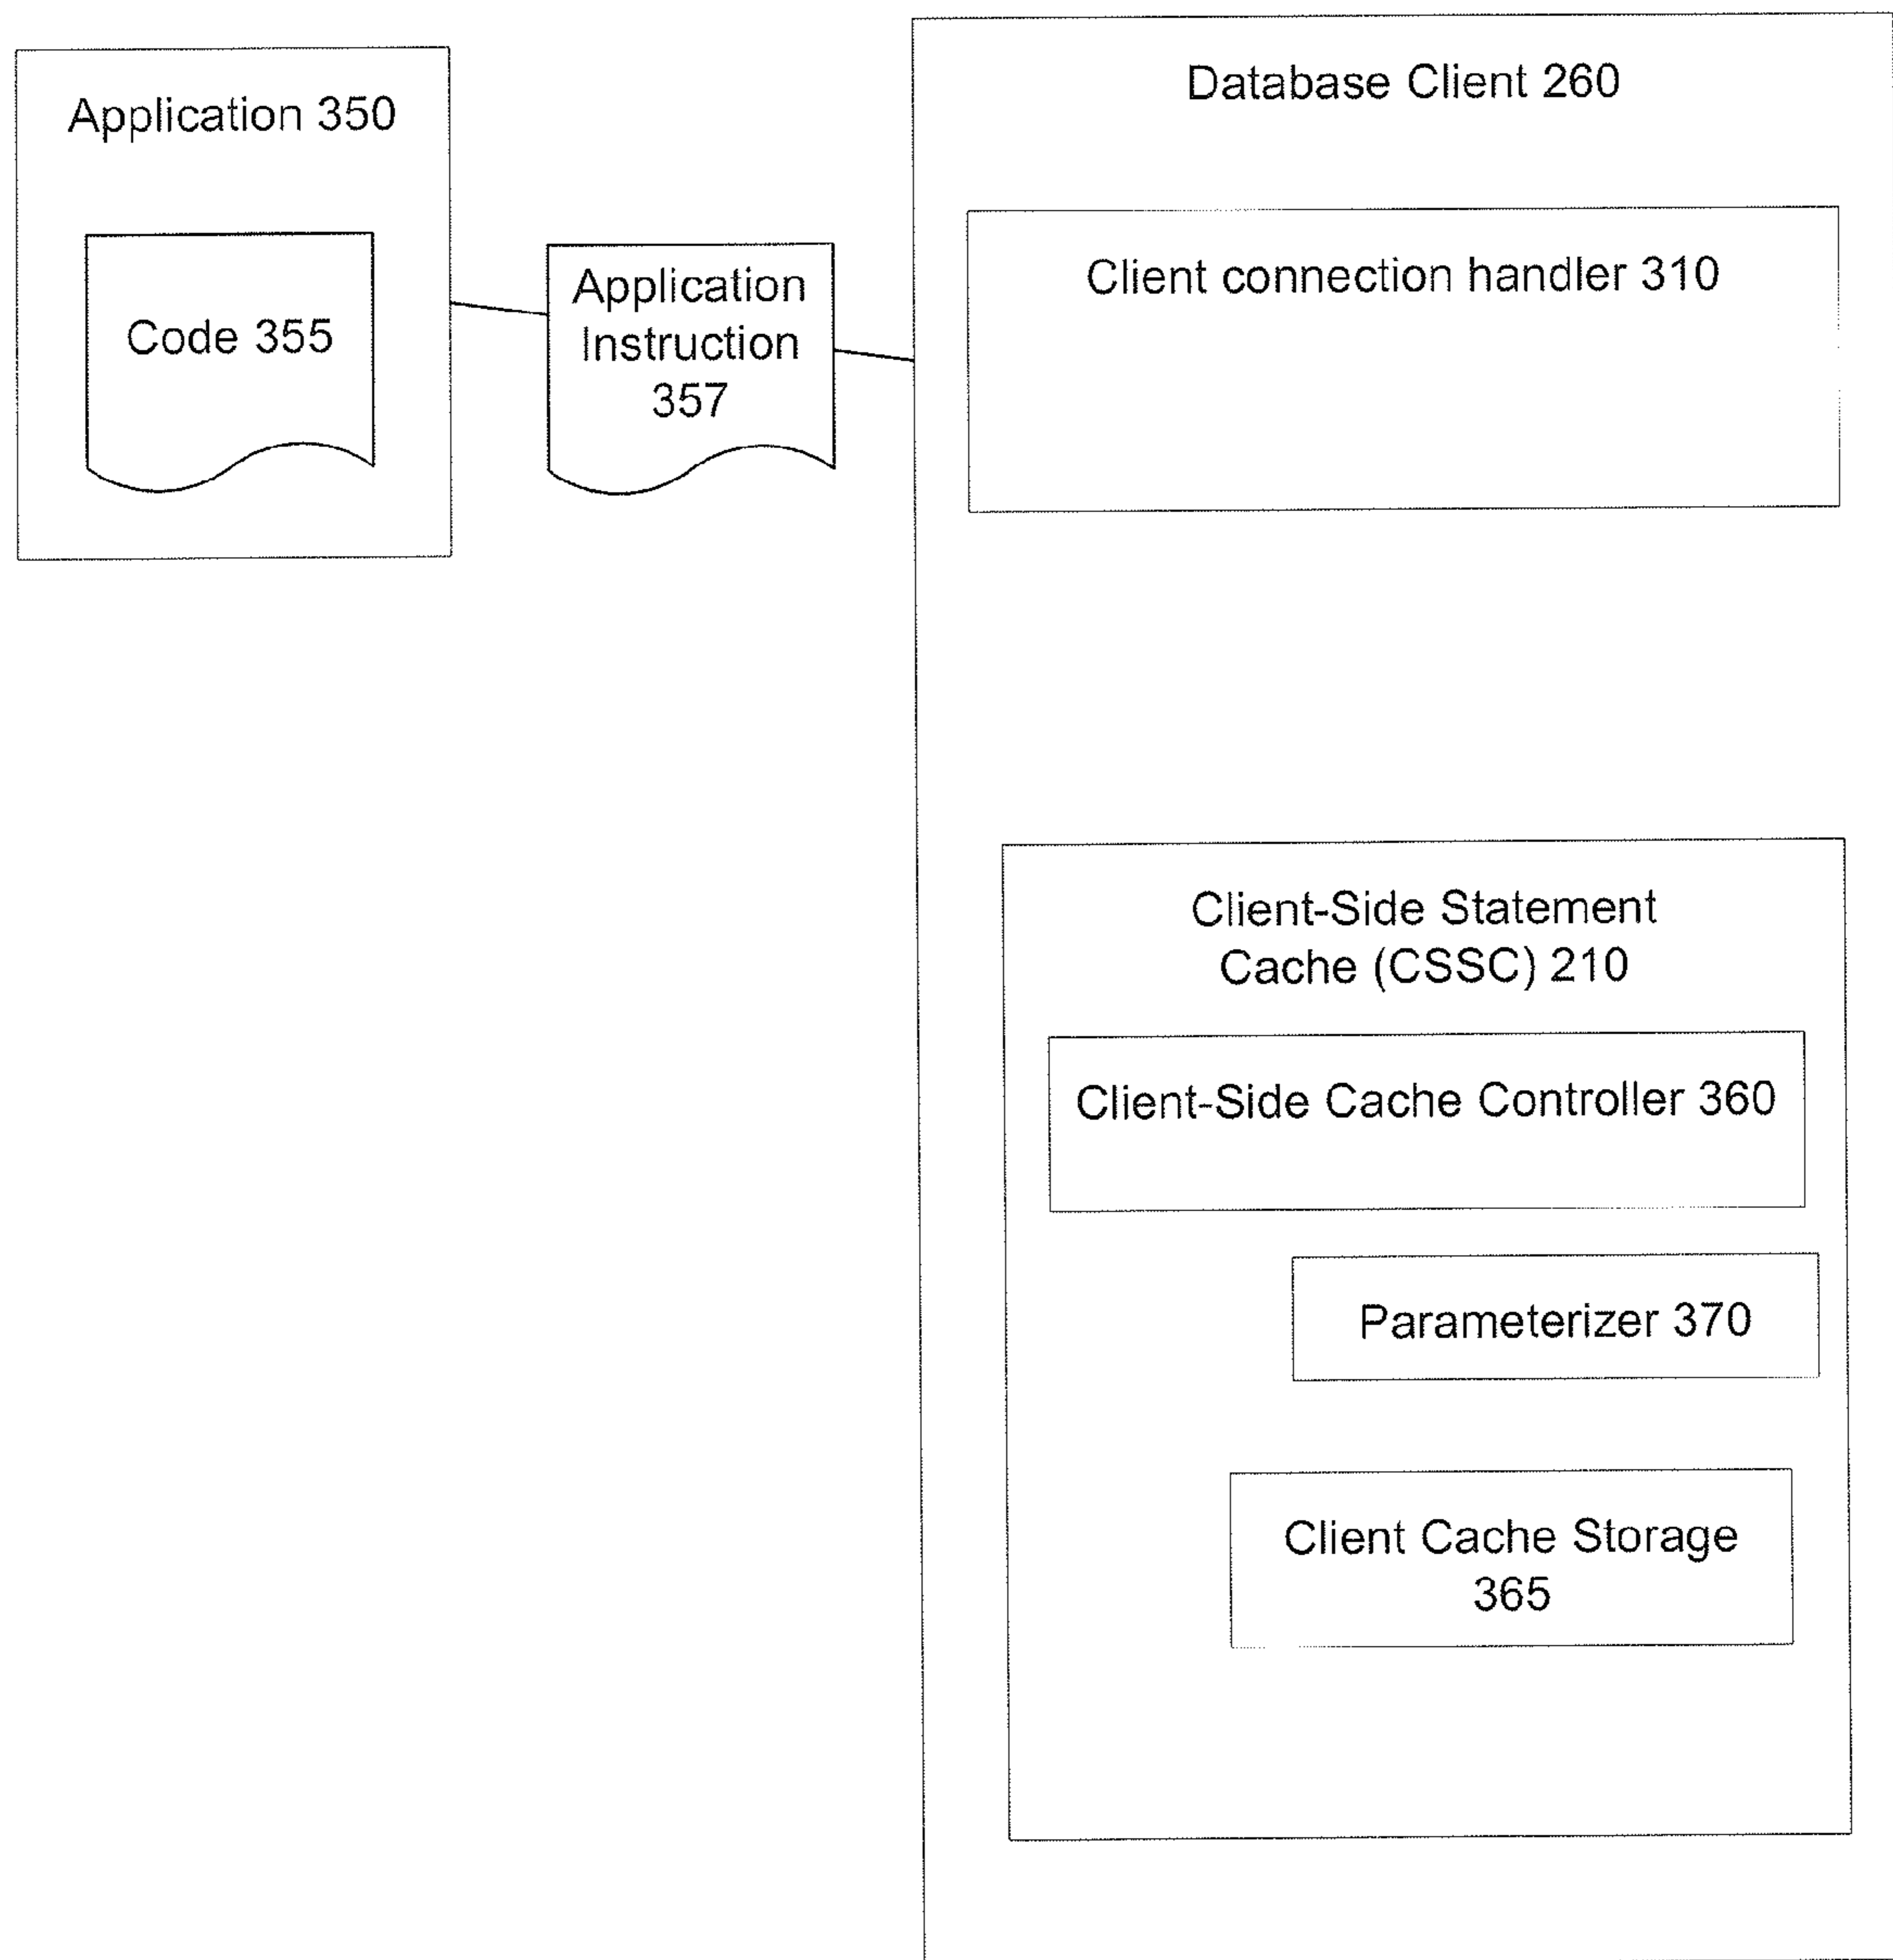 Application 350
Code 355
Application
Instruction
357
Database Client 260
Client connection handler 310
Client-Side Statement
Cache (CSSC) 210
Client-Side Cache Controller 360
Parameterizer 370
Client Cache Storage
365